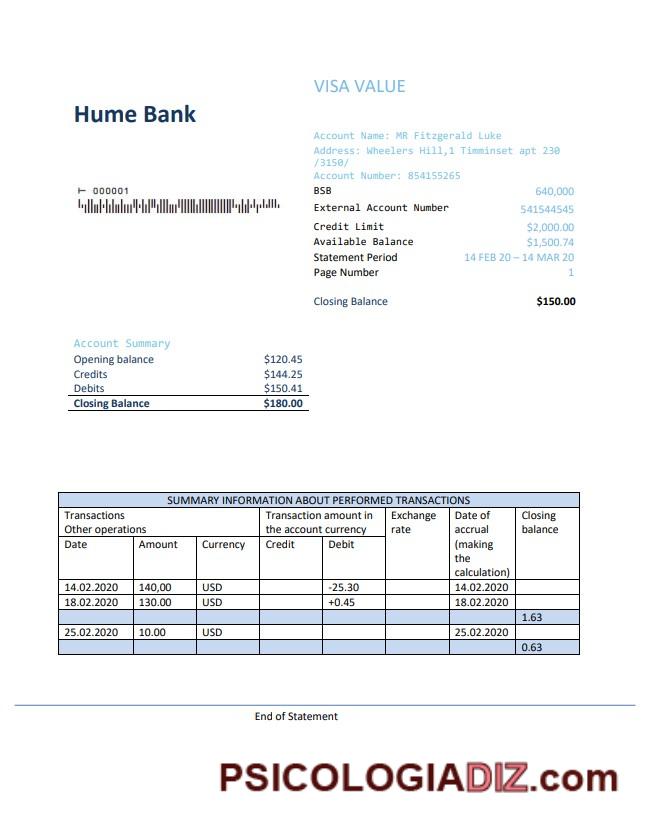 VISA VALUE
Hume Bank
Account Name: MR Fitzgerald Luke
Address: Wheelers Hill,1 Timminset apt 230
/3150/
Account Number: 854155265
⊢ 000001
BSB 640,000
External Account Number 541544545
Credit Limit $2,000.00
Available Balance $1,500.74
Statement Period 14 FEB 20 – 14 MAR 20
Page Number 1
Closing Balance $150.00
Account Summary
Opening balance $120.45
Credits $144.25
Debits $150.41
Closing Balance $180.00
SUMMARY INFORMATION ABOUT PERFORMED TRANSACTIONS
Transactions
Other operations
Transaction amount in
the account currency
Exchange
rate
Date of
accrual
(making
the
calculation)
Closing
balance
Date Amount Currency Credit Debit
14.02.2020 140,00 USD -25.30 14.02.2020
18.02.2020 130.00 USD +0.45 18.02.2020
1.63
25.02.2020 10.00 USD 25.02.2020
0.63
End of Statement
PSICOLOGIADIZ.com